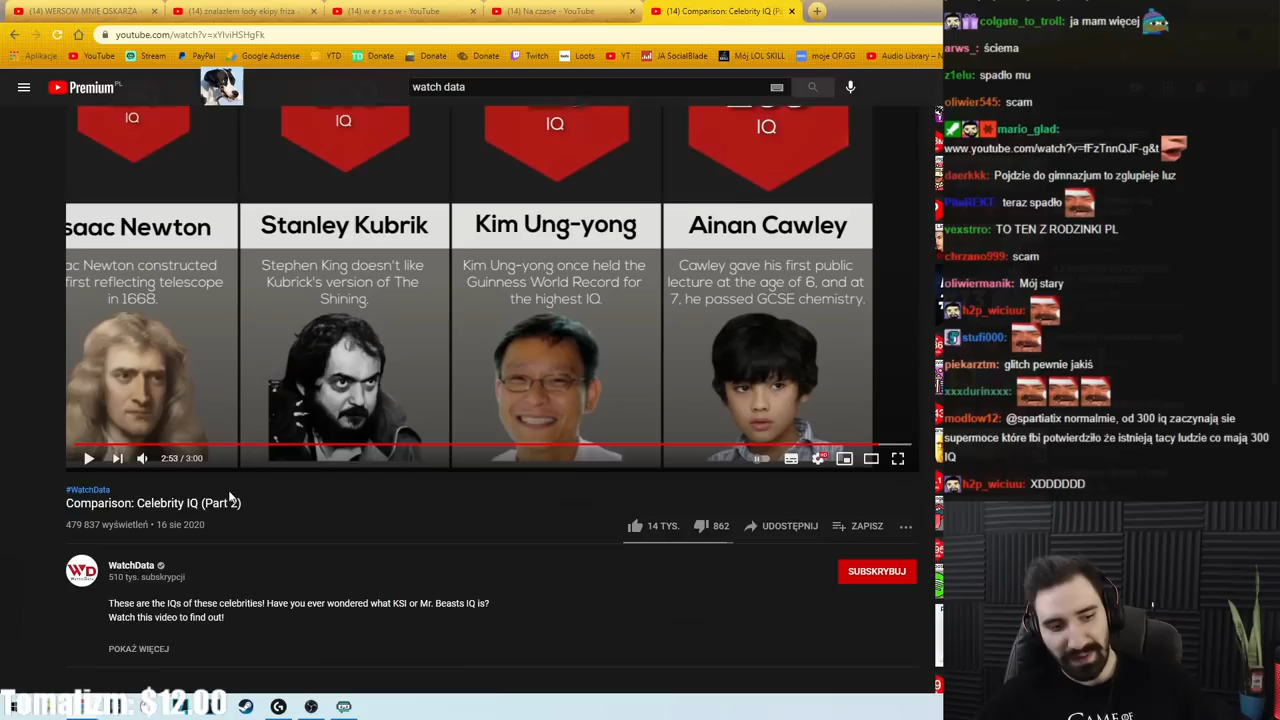 (14) WERSOW MNIE OSKARŻA
(14) znalazłem lody ekipy friza -
(14) w e r s o w - YouTube
(14) Na czasie - YouTube
(14) Comparison: Celebrity IQ (P
youtube.com/watch?v=xYlviHSHgFk
Aplikacje
YouTube
Stream
PayPal
Google Adsense
YTD
Donate
Donate
Donate
Twitch
Loots
YT
JA SocialBlade
Mój LOL SKILL
moje OP.GG
Audio Library – N
Premium PL
watch data
IQ
IQ
IQ
IQ
saac Newton
Stanley Kubrik
Kim Ung-yong
Ainan Cawley
ac Newton constructed
first reflecting telescope
in 1668.
Stephen King doesn't like
Kubrick's version of The
Shining.
Kim Ung-yong once held the
Guinness World Record for
the highest IQ.
Cawley gave his first public
lecture at the age of 6, and at
7, he passed GCSE chemistry.
2:53 / 3:00
HD
#WatchData
Comparison: Celebrity IQ (Part 2)
479 837 wyświetleń • 16 sie 2020
14 TYS.
862
UDOSTĘPNIJ
ZAPISZ
WD
WatchData
510 tys. subskrypcji
SUBSKRYBUJ
These are the IQs of these celebrities! Have you ever wondered what KSI or Mr. Beasts IQ is?
Watch this video to find out!
POKAŻ WIĘCEJ
Tomalizm: $12.00
colgate_to_troll: ja mam więcej
arws_: ściema
z1elu: spadło mu
oliwier545: scam
mario_glad:
www.youtube.com/watch?v=fFzTnnQJF-g&t
daerkkk: Pojdzie do gimnazjum to zglupieje luz
PawREKT: teraz spadło
vexstrro: TO TEN Z RODZINKI PL
chrzano999: scam
oliwiermanik: Mój stary
h2p_wiciuu:
stufi000:
piekarztm: glitch pewnie jakiś
xxxdurinxxx:
modlow12: @spartiatix normalnie, od 300 iq zaczynają sie
supermoce które fbi potwierdziło że istnieją tacy ludzie co mają 300
IQ
h2p_wiciuu: XDDDDDD
GAME OF